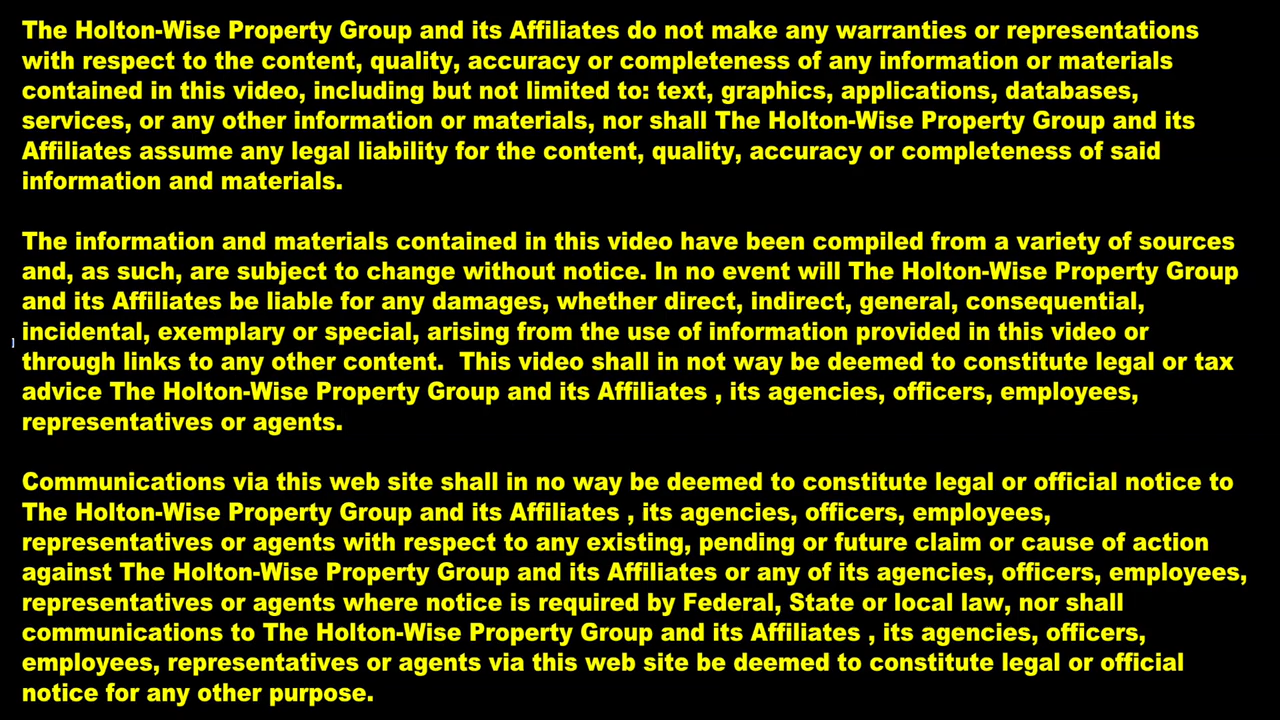 The Holton-Wise Property Group and its Affiliates do not make any warranties or representations
with respect to the content, quality, accuracy or completeness of any information or materials
contained in this video, including but not limited to: text, graphics, applications, databases,
services, or any other information or materials, nor shall The Holton-Wise Property Group and its
Affiliates assume any legal liability for the content, quality, accuracy or completeness of said
information and materials.
The information and materials contained in this video have been compiled from a variety of sources
and, as such, are subject to change without notice. In no event will The Holton-Wise Property Group
and its Affiliates be liable for any damages, whether direct, indirect, general, consequential,
incidental, exemplary or special, arising from the use of information provided in this video or
through links to any other content.  This video shall in not way be deemed to constitute legal or tax
advice The Holton-Wise Property Group and its Affiliates , its agencies, officers, employees,
representatives or agents.
Communications via this web site shall in no way be deemed to constitute legal or official notice to
The Holton-Wise Property Group and its Affiliates , its agencies, officers, employees,
representatives or agents with respect to any existing, pending or future claim or cause of action
against The Holton-Wise Property Group and its Affiliates or any of its agencies, officers, employees,
representatives or agents where notice is required by Federal, State or local law, nor shall
communications to The Holton-Wise Property Group and its Affiliates , its agencies, officers,
employees, representatives or agents via this web site be deemed to constitute legal or official
notice for any other purpose.